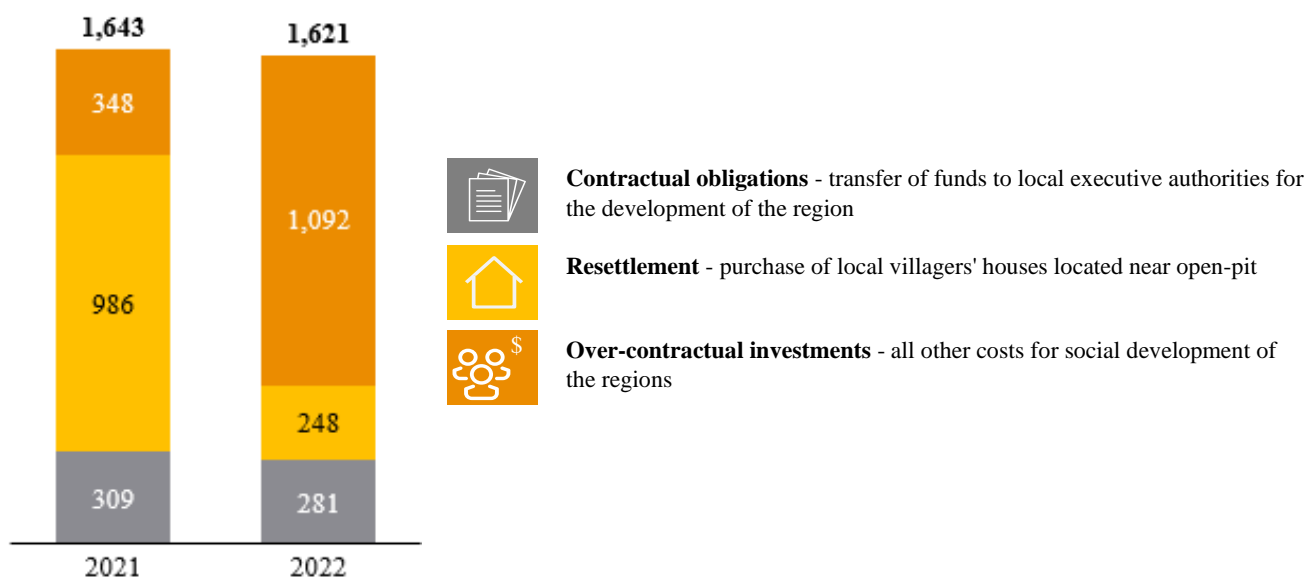 1,643
1,621
348
986
309
1,092
248
281
2021
2022
Contractual obligations - transfer of funds to local executive authorities for
the development of the region
Resettlement - purchase of local villagers' houses located near open-pit
$
Over-contractual investments - all other costs for social development of
the regions